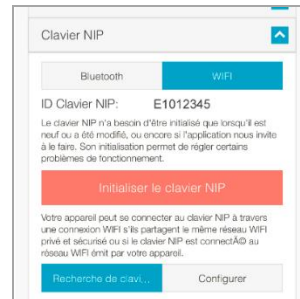 Clavier NIP
Bluetooth WIFI
ID Clavier NIP: E1012345
Le clavier NIP n'a besoin d'être initialisé que lorsqu'il est
neuf ou a été modifié, ou encore si l'application nous invite
à le faire. Son initialisation permet de régler certains
problèmes de fonctionnement.
Initialiser le clavier NIP
Votre appareil peut se connecter au clavier NIP à travers
une connexion WIFI s'ils partagent le même réseau WIFI
privé et sécurisé ou si le clavier NIP est connectÃ© au
réseau WIFI émit par votre appareil.
Recherche de clavi... Configurer